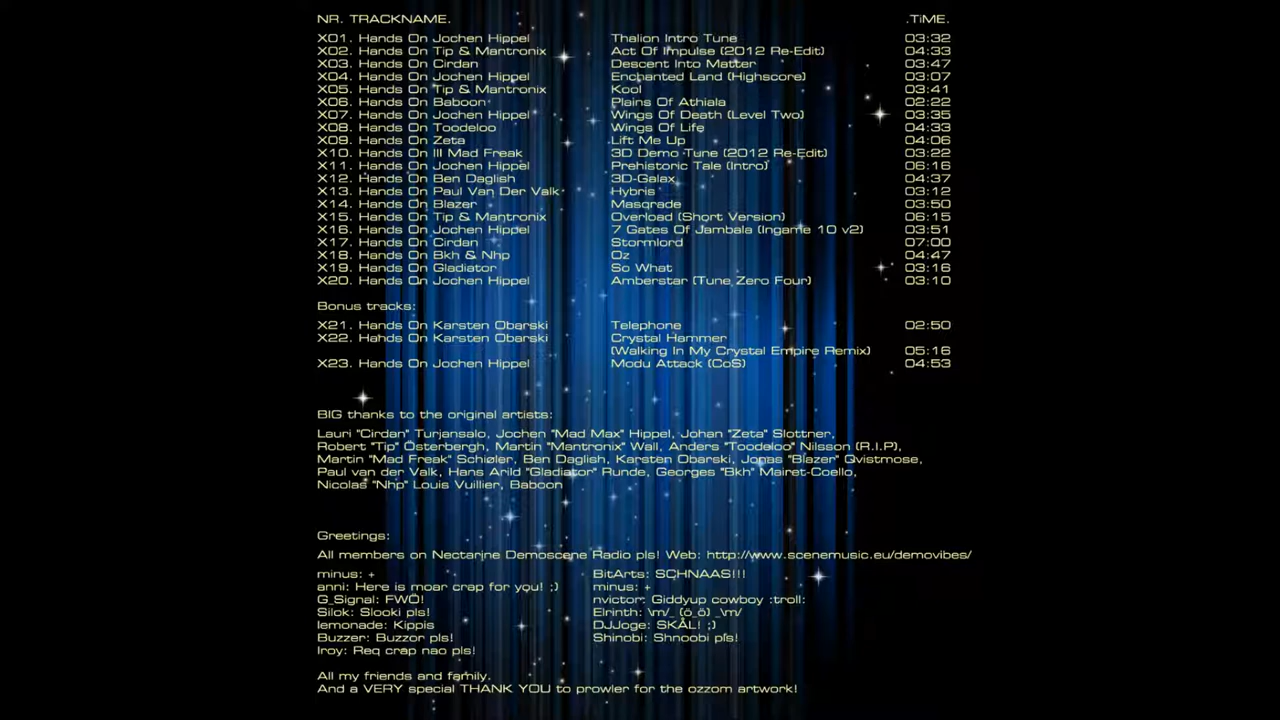 NR. TRACKNAME. .TiME.
X01. Hands On Jochen Hippel Thalion Intro Tune 03:32
X02. Hands On Tip & Mantronix Act Of Impulse (2012 Re-Edit) 04:33
X03. Hands On Cirdan Descent Into Matter 03:47
X04. Hands On Jochen Hippel Enchanted Land (Highscore) 03:07
X05. Hands On Tip & Mantronix Kool 03:41
X06. Hands On Baboon Plains Of Athiala 02:22
X07. Hands On Jochen Hippel Wings Of Death (Level Two) 03:35
X08. Hands On Toodeloo Wings Of Life 04:33
X09. Hands On Zeta Lift Me Up 04:06
X10. Hands On Ill Mad Freak 3D Demo Tune (2012 Re-Edit) 03:22
X11. Hands On Jochen Hippel Prehistoric Tale (Intro) 06:16
X12. Hands On Ben Daglish 3D-Galax 04:37
X13. Hands On Paul Van Der Valk Hybris 03:12
X14. Hands On Blazer Masqrade 03:50
X15. Hands On Tip & Mantronix Overload (Short Version) 06:15
X16. Hands On Jochen Hippel 7 Gates Of Jambala (Ingame 10 v2) 03:51
X17. Hands On Cirdan Stormlord 07:00
X18. Hands On Bkh & Nhp Oz 04:47
X19. Hands On Gladiator So What 03:16
X20. Hands On Jochen Hippel Amberstar (Tune Zero Four) 03:10
Bonus tracks:
X21. Hands On Karsten Obarski Telephone 02:50
X22. Hands On Karsten Obarski Crystal Hammer
(Walking In My Crystal Empire Remix) 05:16
X23. Hands On Jochen Hippel Modu Attack (CoS) 04:53
BIG thanks to the original artists:
Lauri "Cirdan" Turjansalo, Jochen "Mad Max" Hippel, Johan "Zeta" Slottner,
Robert "Tip" Österbergh, Martin "Mantronix" Wall, Anders "Toodeloo" Nilsson (R.I.P),
Martin "Mad Freak" Schiøler, Ben Daglish, Karsten Obarski, Jonas "Blazer" Qvistmose,
Paul van der Valk, Hans Arild "Gladiator" Runde, Georges "Bkh" Mairet-Coello,
Nicolas "Nhp" Louis Vuillier, Baboon
Greetings:
All members on Nectarine Demoscene Radio pls! Web: http://www.scenemusic.eu/demovibes/
minus: + BitArts: SCHNAAS!!!
anni: Here is moar crap for you! ;) minus: +
G_Signal: FWÖ! nvictor: Giddyup cowboy :troll:
Silok: Slooki pls! Elrinth: \m/_ (ö_ö) _\m/
lemonade: Kippis DJJoge: SKÅL! ;)
Buzzer: Buzzor pls! Shinobi: Shnoobi pls!
Iroy: Req crap nao pls!
All my friends and family.
And a VERY special THANK YOU to prowler for the ozzom artwork!